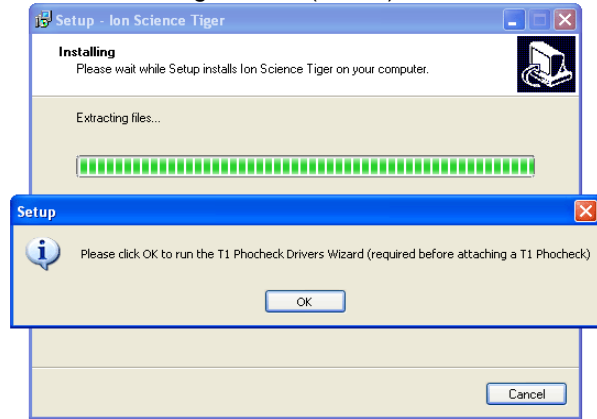 Setup - Ion Science Tiger
Installing
Please wait while Setup installs Ion Science Tiger on your computer.
Extracting files...
Setup
Please click OK to run the T1 Phocheck Drivers Wizard (required before attaching a T1 Phocheck)
OK
Cancel